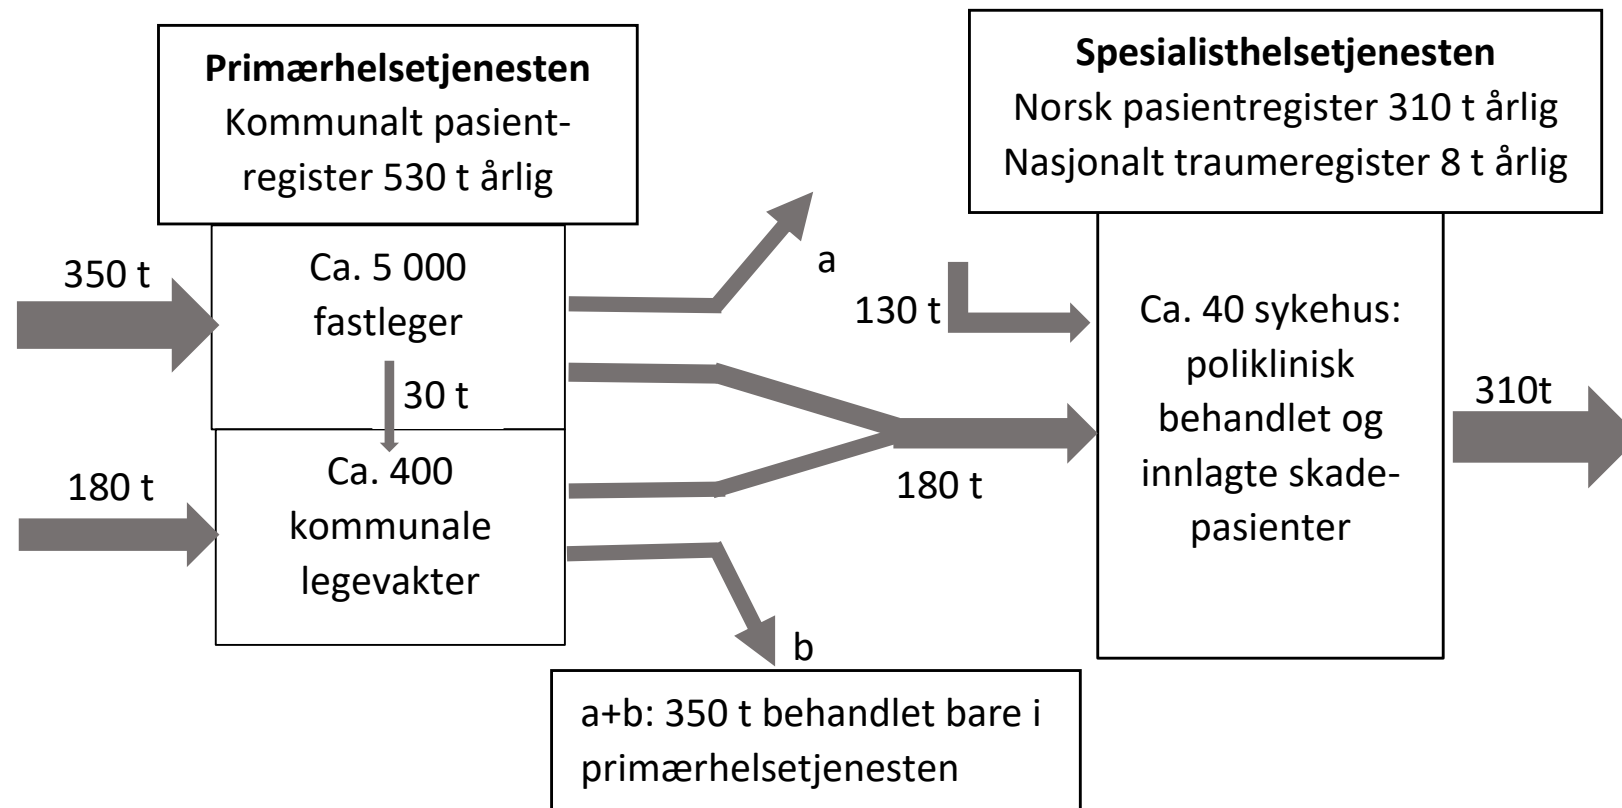 Primærhelsetjenesten
Kommunalt pasient-
register 530 t årlig
Spesialisthelsetjenesten
Norsk pasientregister 310 t årlig
Nasjonalt traumeregister 8 t årlig
350 t
Ca. 5 000
fastleger
30 t
180 t
Ca. 400
kommunale
legevakter
a
130 t
180 t
b
Ca. 40 sykehus:
poliklinisk
behandlet og
innlagte skade-
pasienter
310t
a+b: 350 t behandlet bare i
primærhelsetjenesten